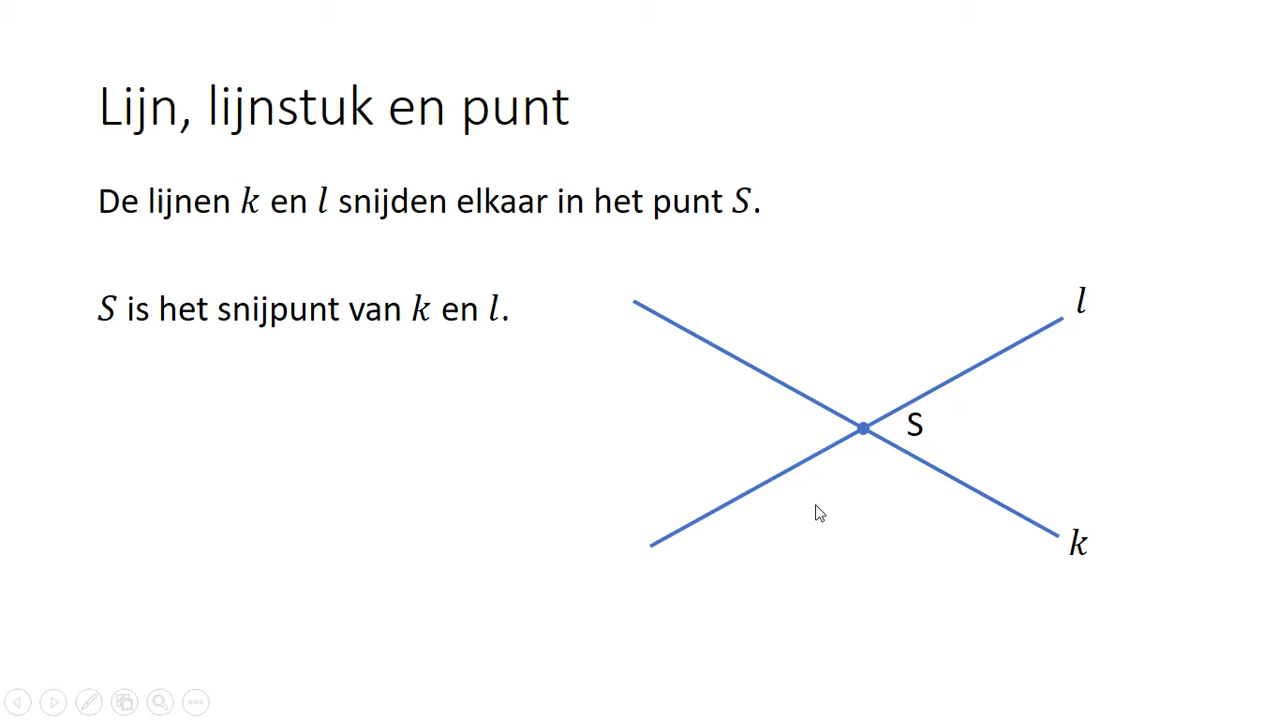 Lijn, lijnstuk en punt
De lijnen k en l snijden elkaar in het punt S.
S is het snijpunt van k en l.
l
S
k